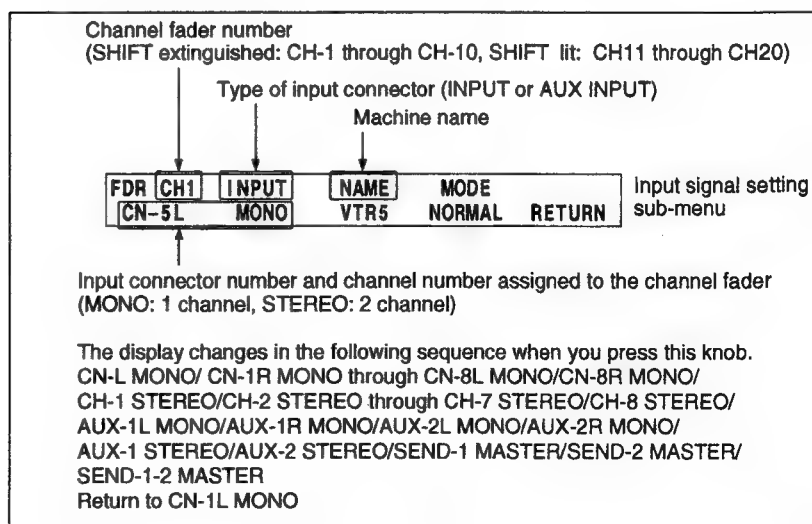 Channel fader number
(SHIFT extinguished: CH-1 through CH-10, SHIFT lit: CH11 through CH20)
Type of input connector (INPUT or AUX INPUT)
Machine name
FDR CH1 INPUT NAME MODE
CN-5L MONO VTR5 NORMAL RETURN
Input signal setting
sub-menu
Input connector number and channel number assigned to the channel fader
(MONO: 1 channel, STEREO: 2 channel)
The display changes in the following sequence when you press this knob.
CN-L MONO/ CN-1R MONO through CN-8L MONO/CN-8R MONO/
CH-1 STEREO/CH-2 STEREO through CH-7 STEREO/CH-8 STEREO/
AUX-1L MONO/AUX-1R MONO/AUX-2L MONO/AUX-2R MONO/
AUX-1 STEREO/AUX-2 STEREO/SEND-1 MASTER/SEND-2 MASTER/
SEND-1-2 MASTER
Return to CN-1L MONO